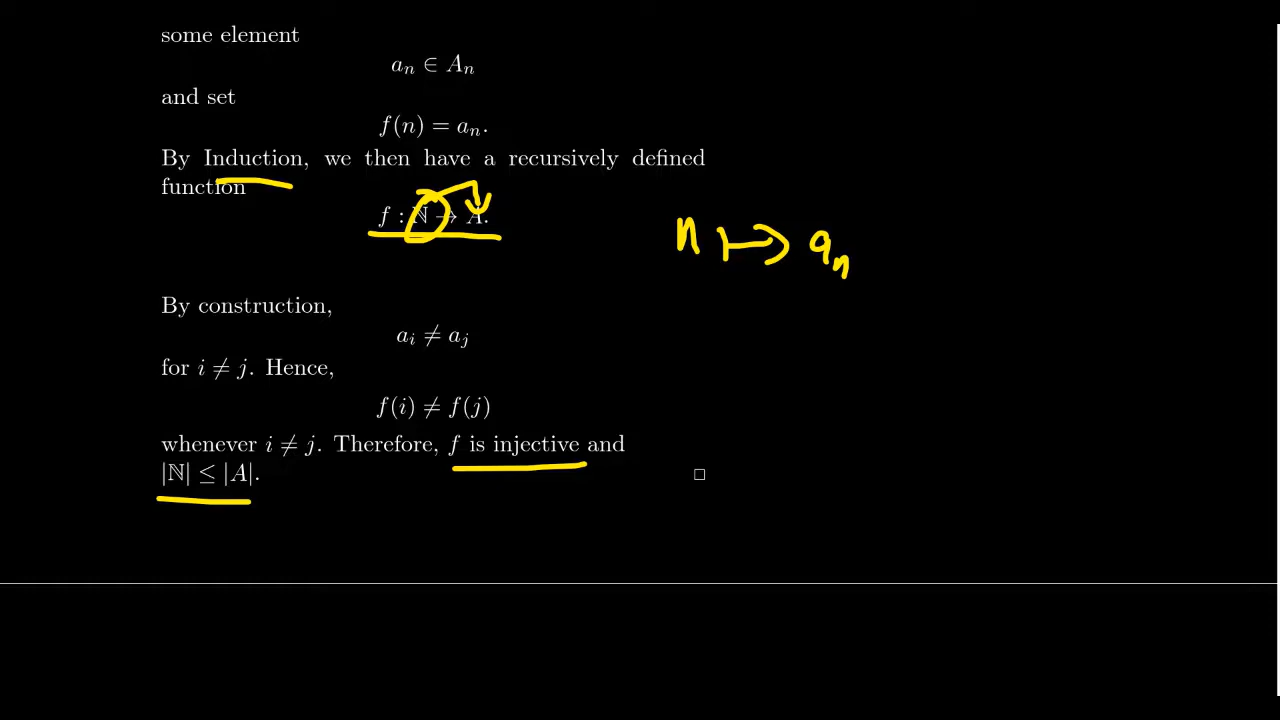 some element
aₙ ∈ Aₙ
and set
f(n) = aₙ.
By Induction, we then have a recursively defined
function
f : ℕ → A.
n ↦ aₙ
By construction,
aᵢ ≠ aⱼ
for i ≠ j. Hence,
f(i) ≠ f(j)
whenever i ≠ j. Therefore, f is injective and
|ℕ| ≤ |A|.
□